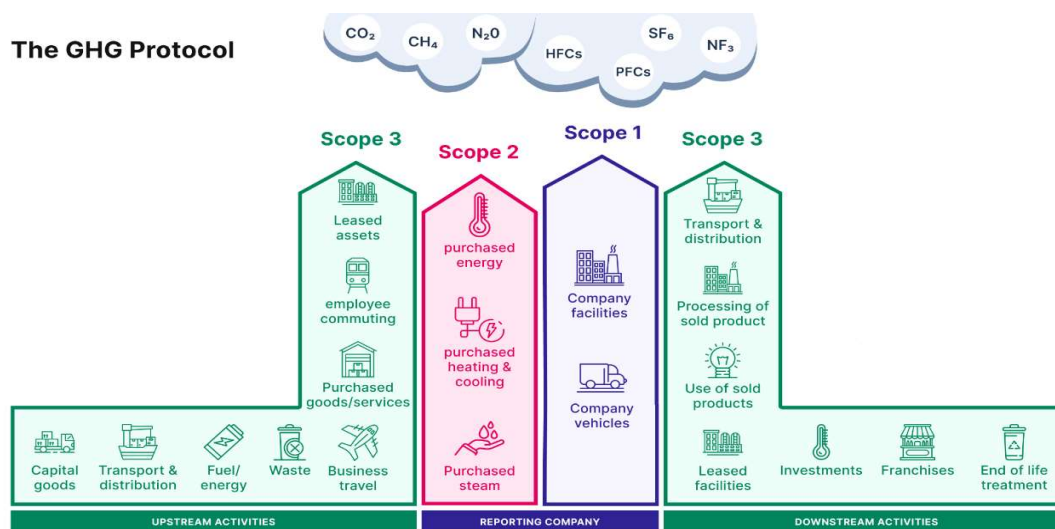 The GHG Protocol
CO₂
CH₄
N₂0
HFCs
SF₆
PFCs
NF₃
Scope 3
Leased
assets
employee
commuting
Purchased
goods/services
Capital
goods
Transport &
distribution
Fuel/
energy
Waste
Business
travel
UPSTREAM ACTIVITIES
Scope 2
purchased
energy
purchased
heating &
cooling
Purchased
steam
Scope 1
Company
facilities
Company
vehicles
REPORTING COMPANY
Scope 3
Transport &
distribution
Processing of
sold product
Use of sold
products
Leased
facilities
Investments
Franchises
End of life
treatment
DOWNSTREAM ACTIVITIES